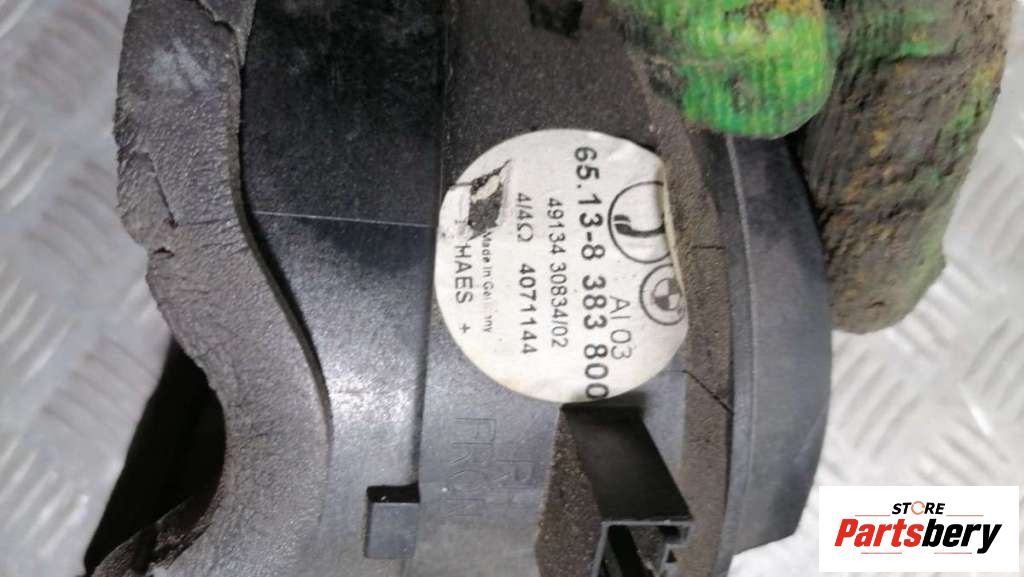 65.13-8 383 800
AI 03
49134 30834/02
4/4Ω 4071144
Made in Germany
HAES +
FRONT
STORE
Partsbery